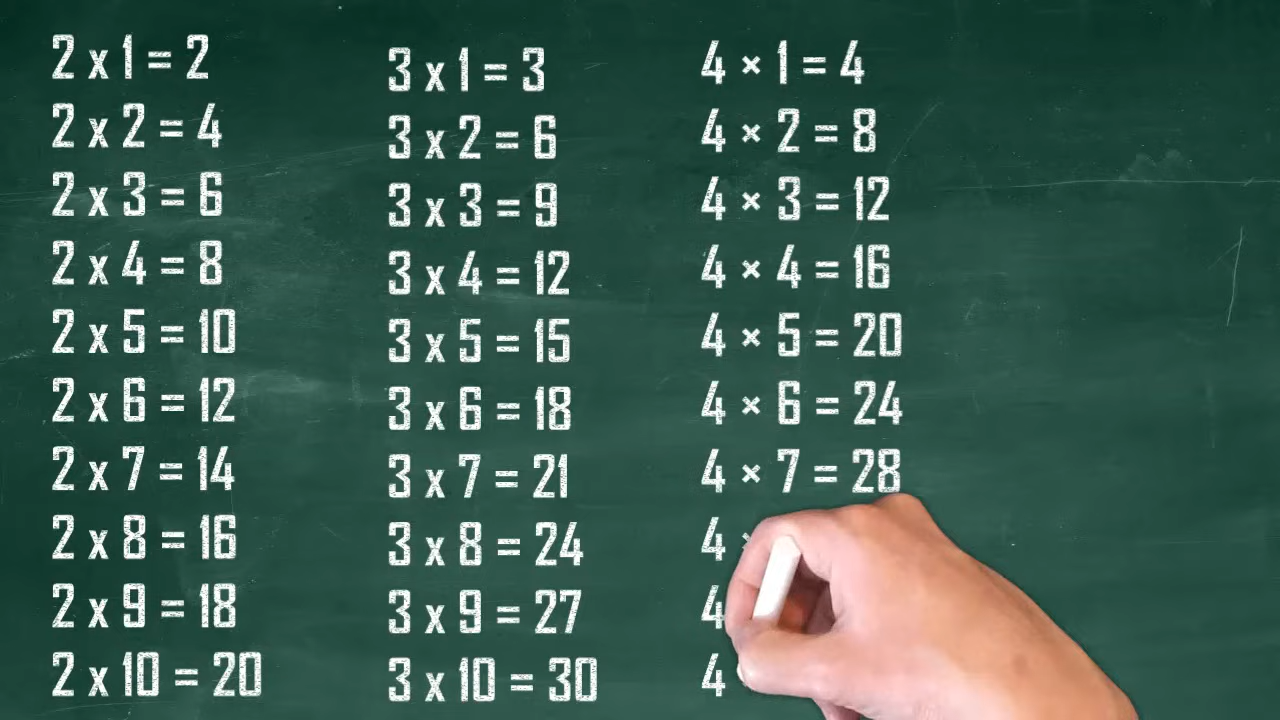 2 x 1 = 2
2 x 2 = 4
2 x 3 = 6
2 x 4 = 8
2 x 5 = 10
2 x 6 = 12
2 x 7 = 14
2 x 8 = 16
2 x 9 = 18
2 x 10 = 20
3 x 1 = 3
3 x 2 = 6
3 x 3 = 9
3 x 4 = 12
3 x 5 = 15
3 x 6 = 18
3 x 7 = 21
3 x 8 = 24
3 x 9 = 27
3 x 10 = 30
4 × 1 = 4
4 × 2 = 8
4 × 3 = 12
4 × 4 = 16
4 × 5 = 20
4 × 6 = 24
4 × 7 = 28
4
4
4